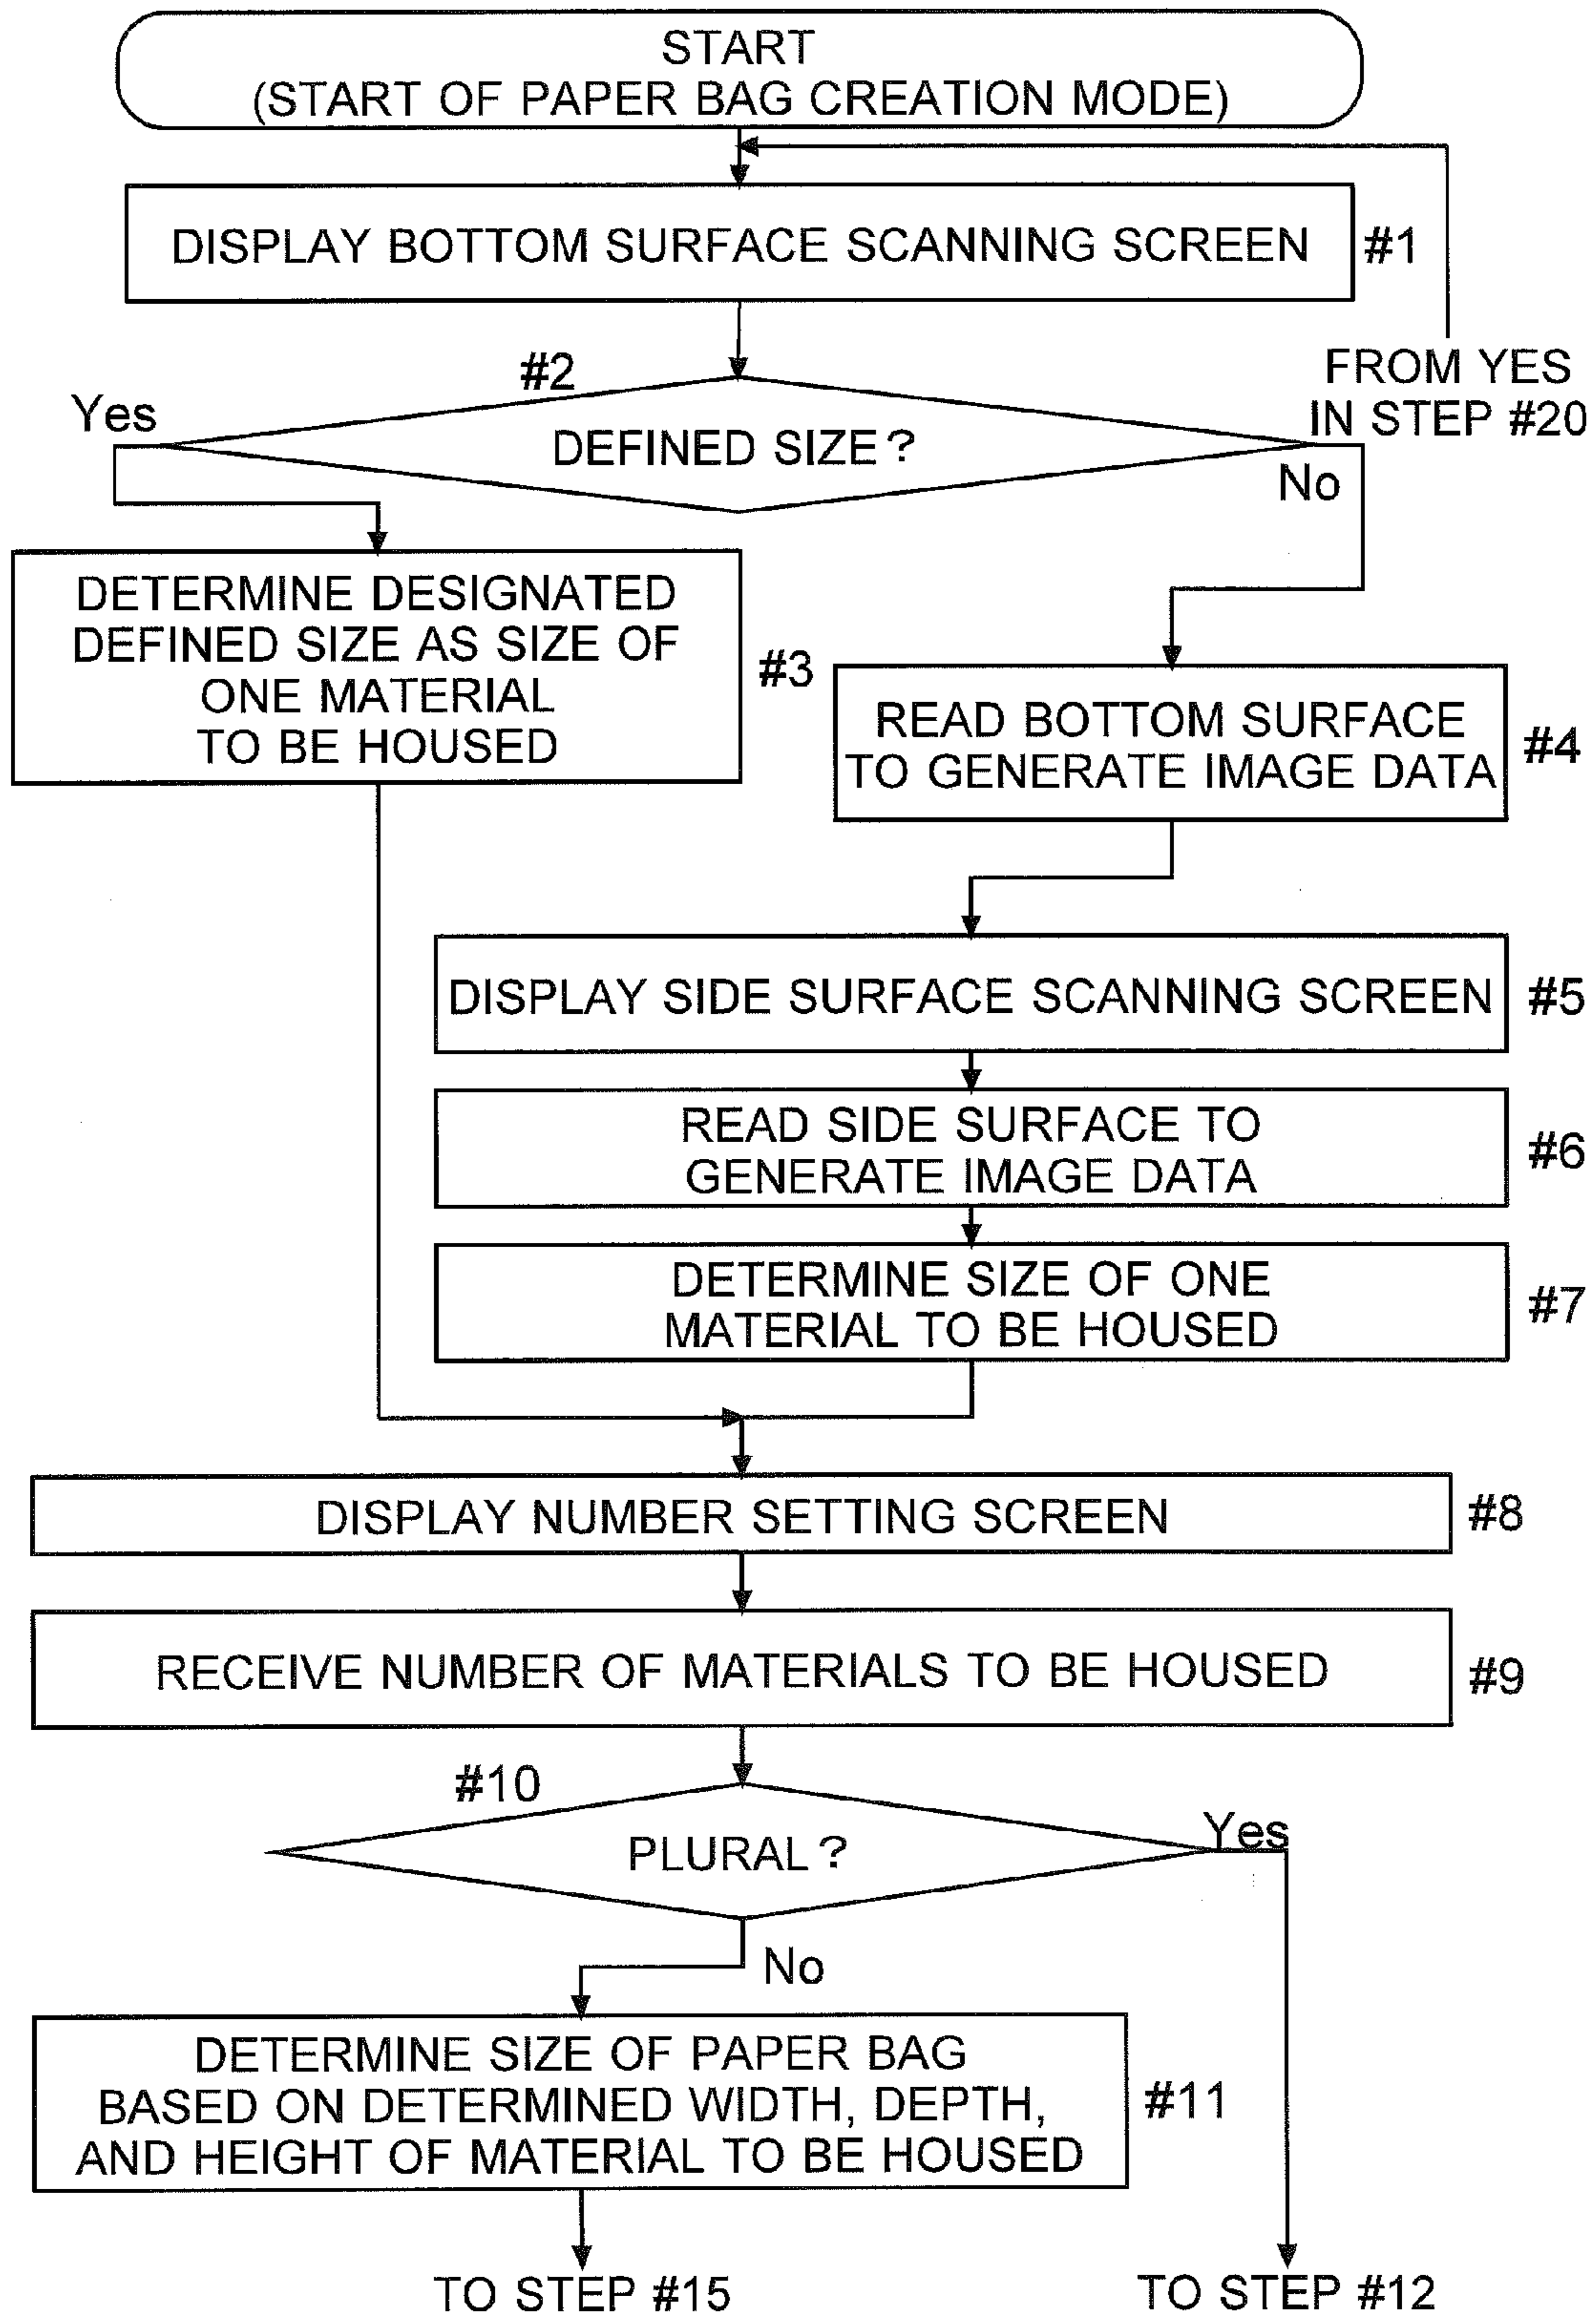 START
(START OF PAPER BAG CREATION MODE)
DISPLAY BOTTOM SURFACE SCANNING SCREEN
#1
FROM YES
IN STEP #20
#2
Yes
DEFINED SIZE?
No
DETERMINE DESIGNATED
DEFINED SIZE AS SIZE OF
ONE MATERIAL
TO BE HOUSED
#3
READ BOTTOM SURFACE
TO GENERATE IMAGE DATA
#4
DISPLAY SIDE SURFACE SCANNING SCREEN
#5
READ SIDE SURFACE TO
GENERATE IMAGE DATA
#6
DETERMINE SIZE OF ONE
MATERIAL TO BE HOUSED
#7
DISPLAY NUMBER SETTING SCREEN
#8
RECEIVE NUMBER OF MATERIALS TO BE HOUSED
#9
#10
PLURAL?
Yes
No
DETERMINE SIZE OF PAPER BAG
BASED ON DETERMINED WIDTH, DEPTH,
AND HEIGHT OF MATERIAL TO BE HOUSED
#11
TO STEP #15
TO STEP #12